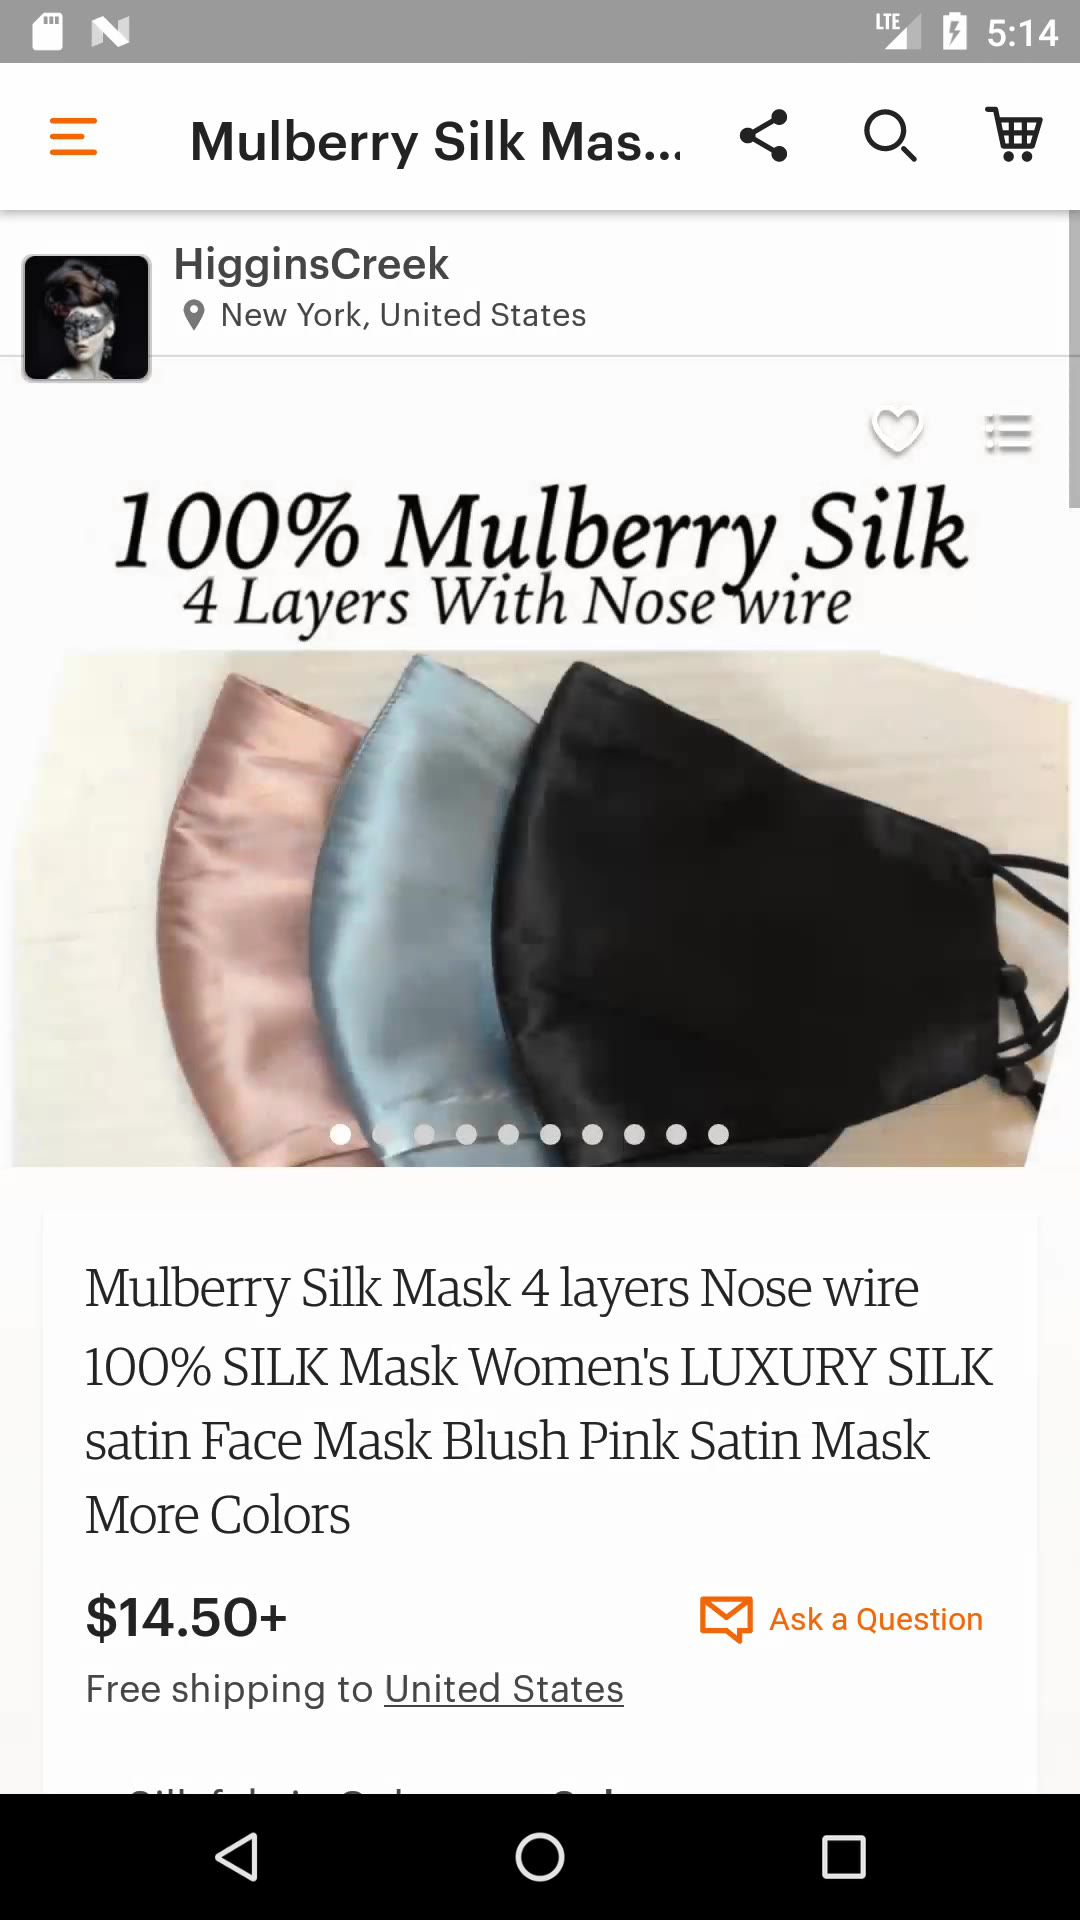 LTE 5:14
Mulberry Silk Mas...
HigginsCreek
New York, United States
100% Mulberry Silk
4 Layers With Nose wire
Mulberry Silk Mask 4 layers Nose wire
100% SILK Mask Women's LUXURY SILK
satin Face Mask Blush Pink Satin Mask
More Colors
$14.50+
Ask a Question
Free shipping to United States